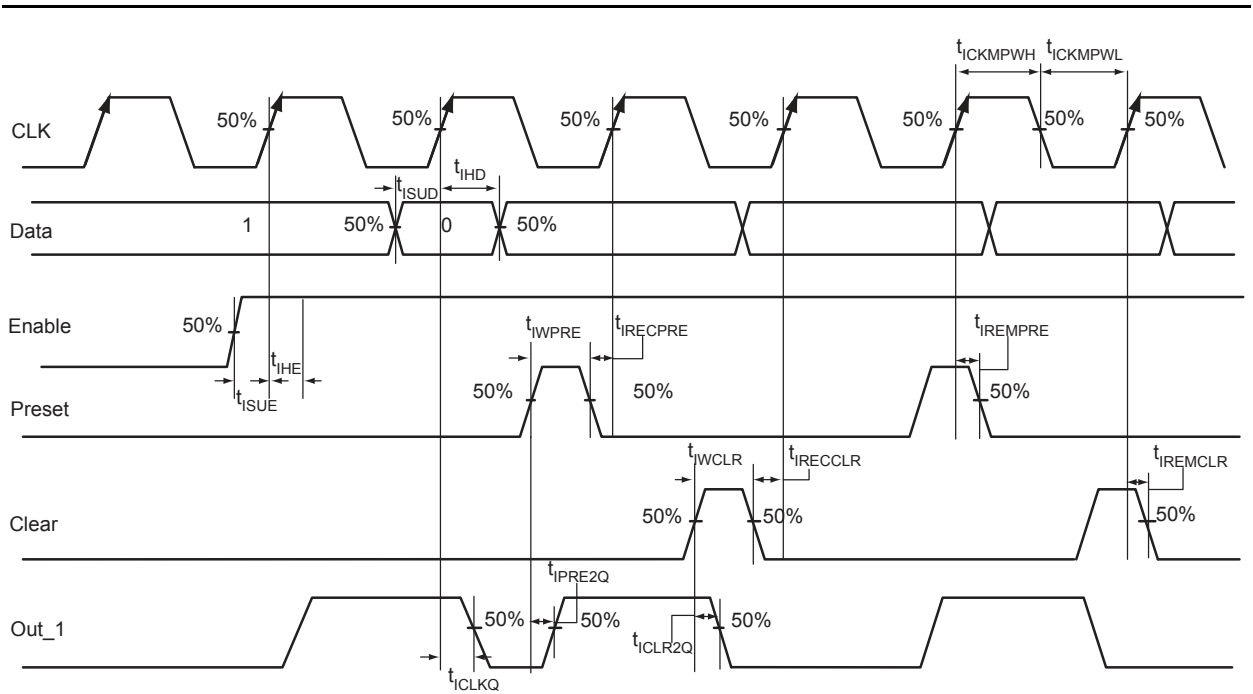 tICKMPWH tICKMPWL
CLK 50% 50% 50% 50% 50% 50% 50%
tISUD tIHD
Data 1 50% 0 50%
Enable 50% tIHE tISUE
tIWPRE tIRECPRE tIREMPRE
Preset 50% 50% 50%
tIWCLR tIRECCLR tIREMCLR
Clear 50% 50% 50%
tIPRE2Q
Out_1 50% 50% tICLR2Q 50%
tICLKQ